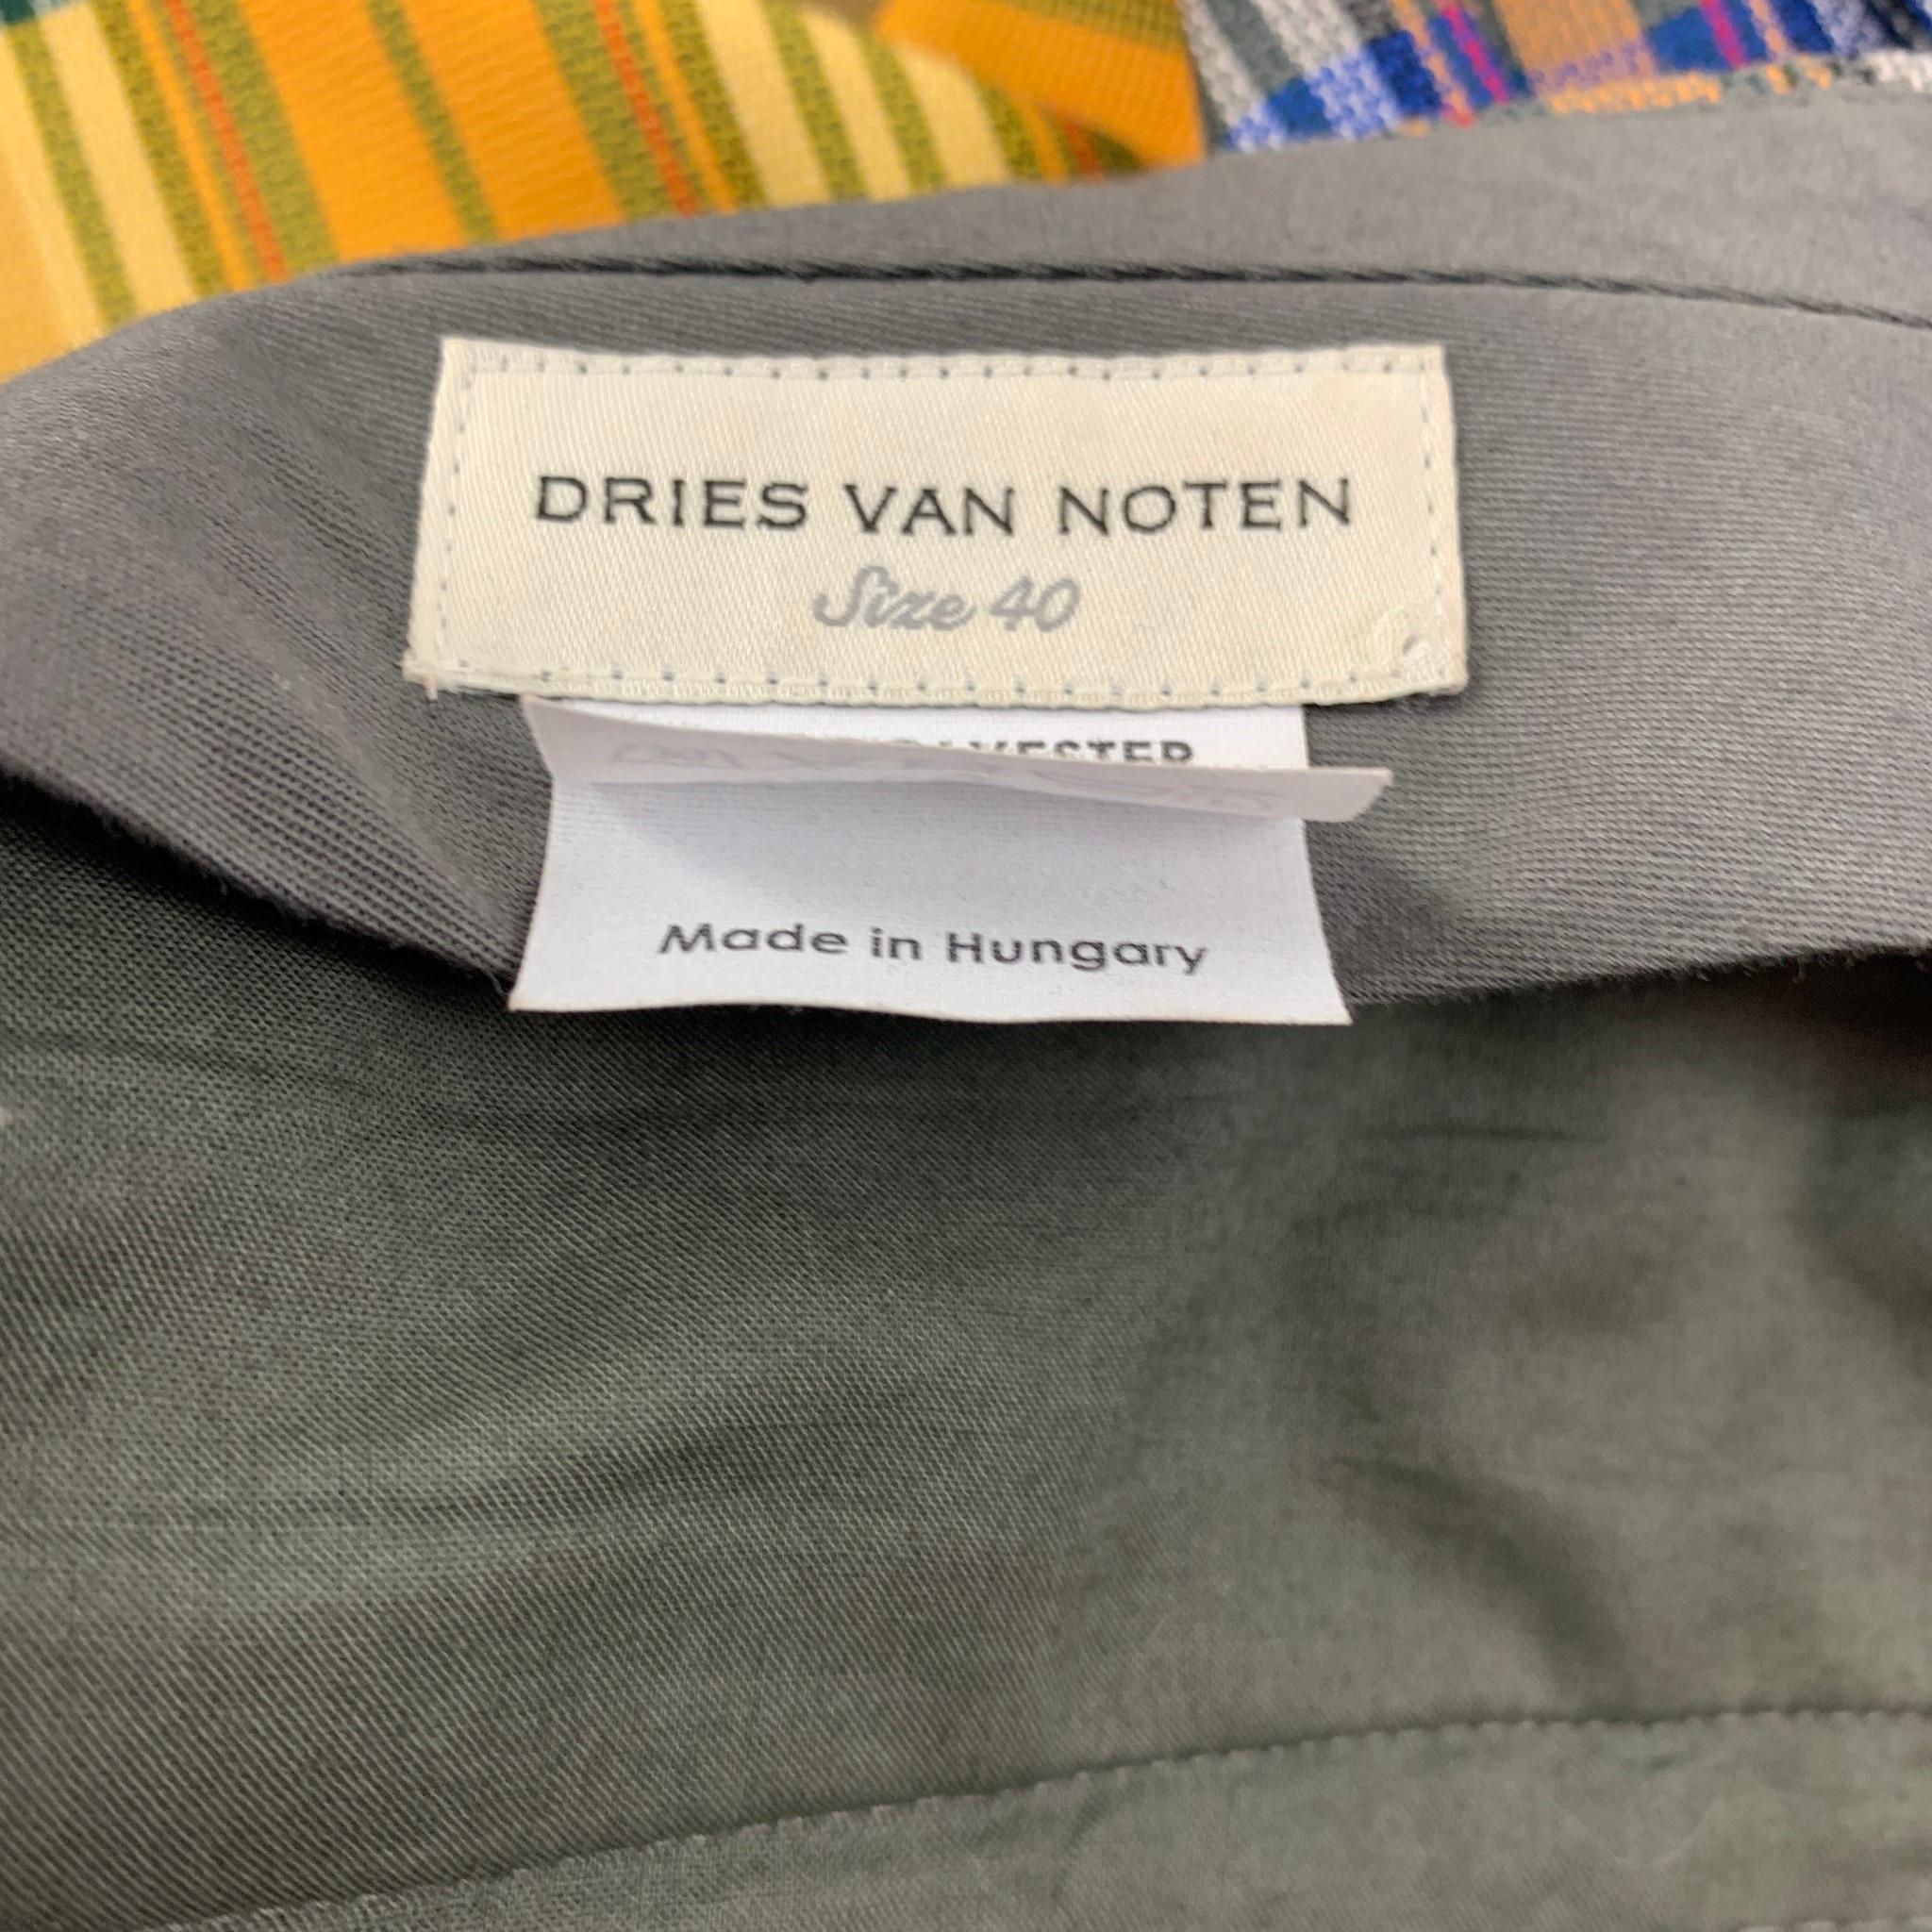 DRIES VAN NOTEN
Size 40
Made in Hungary